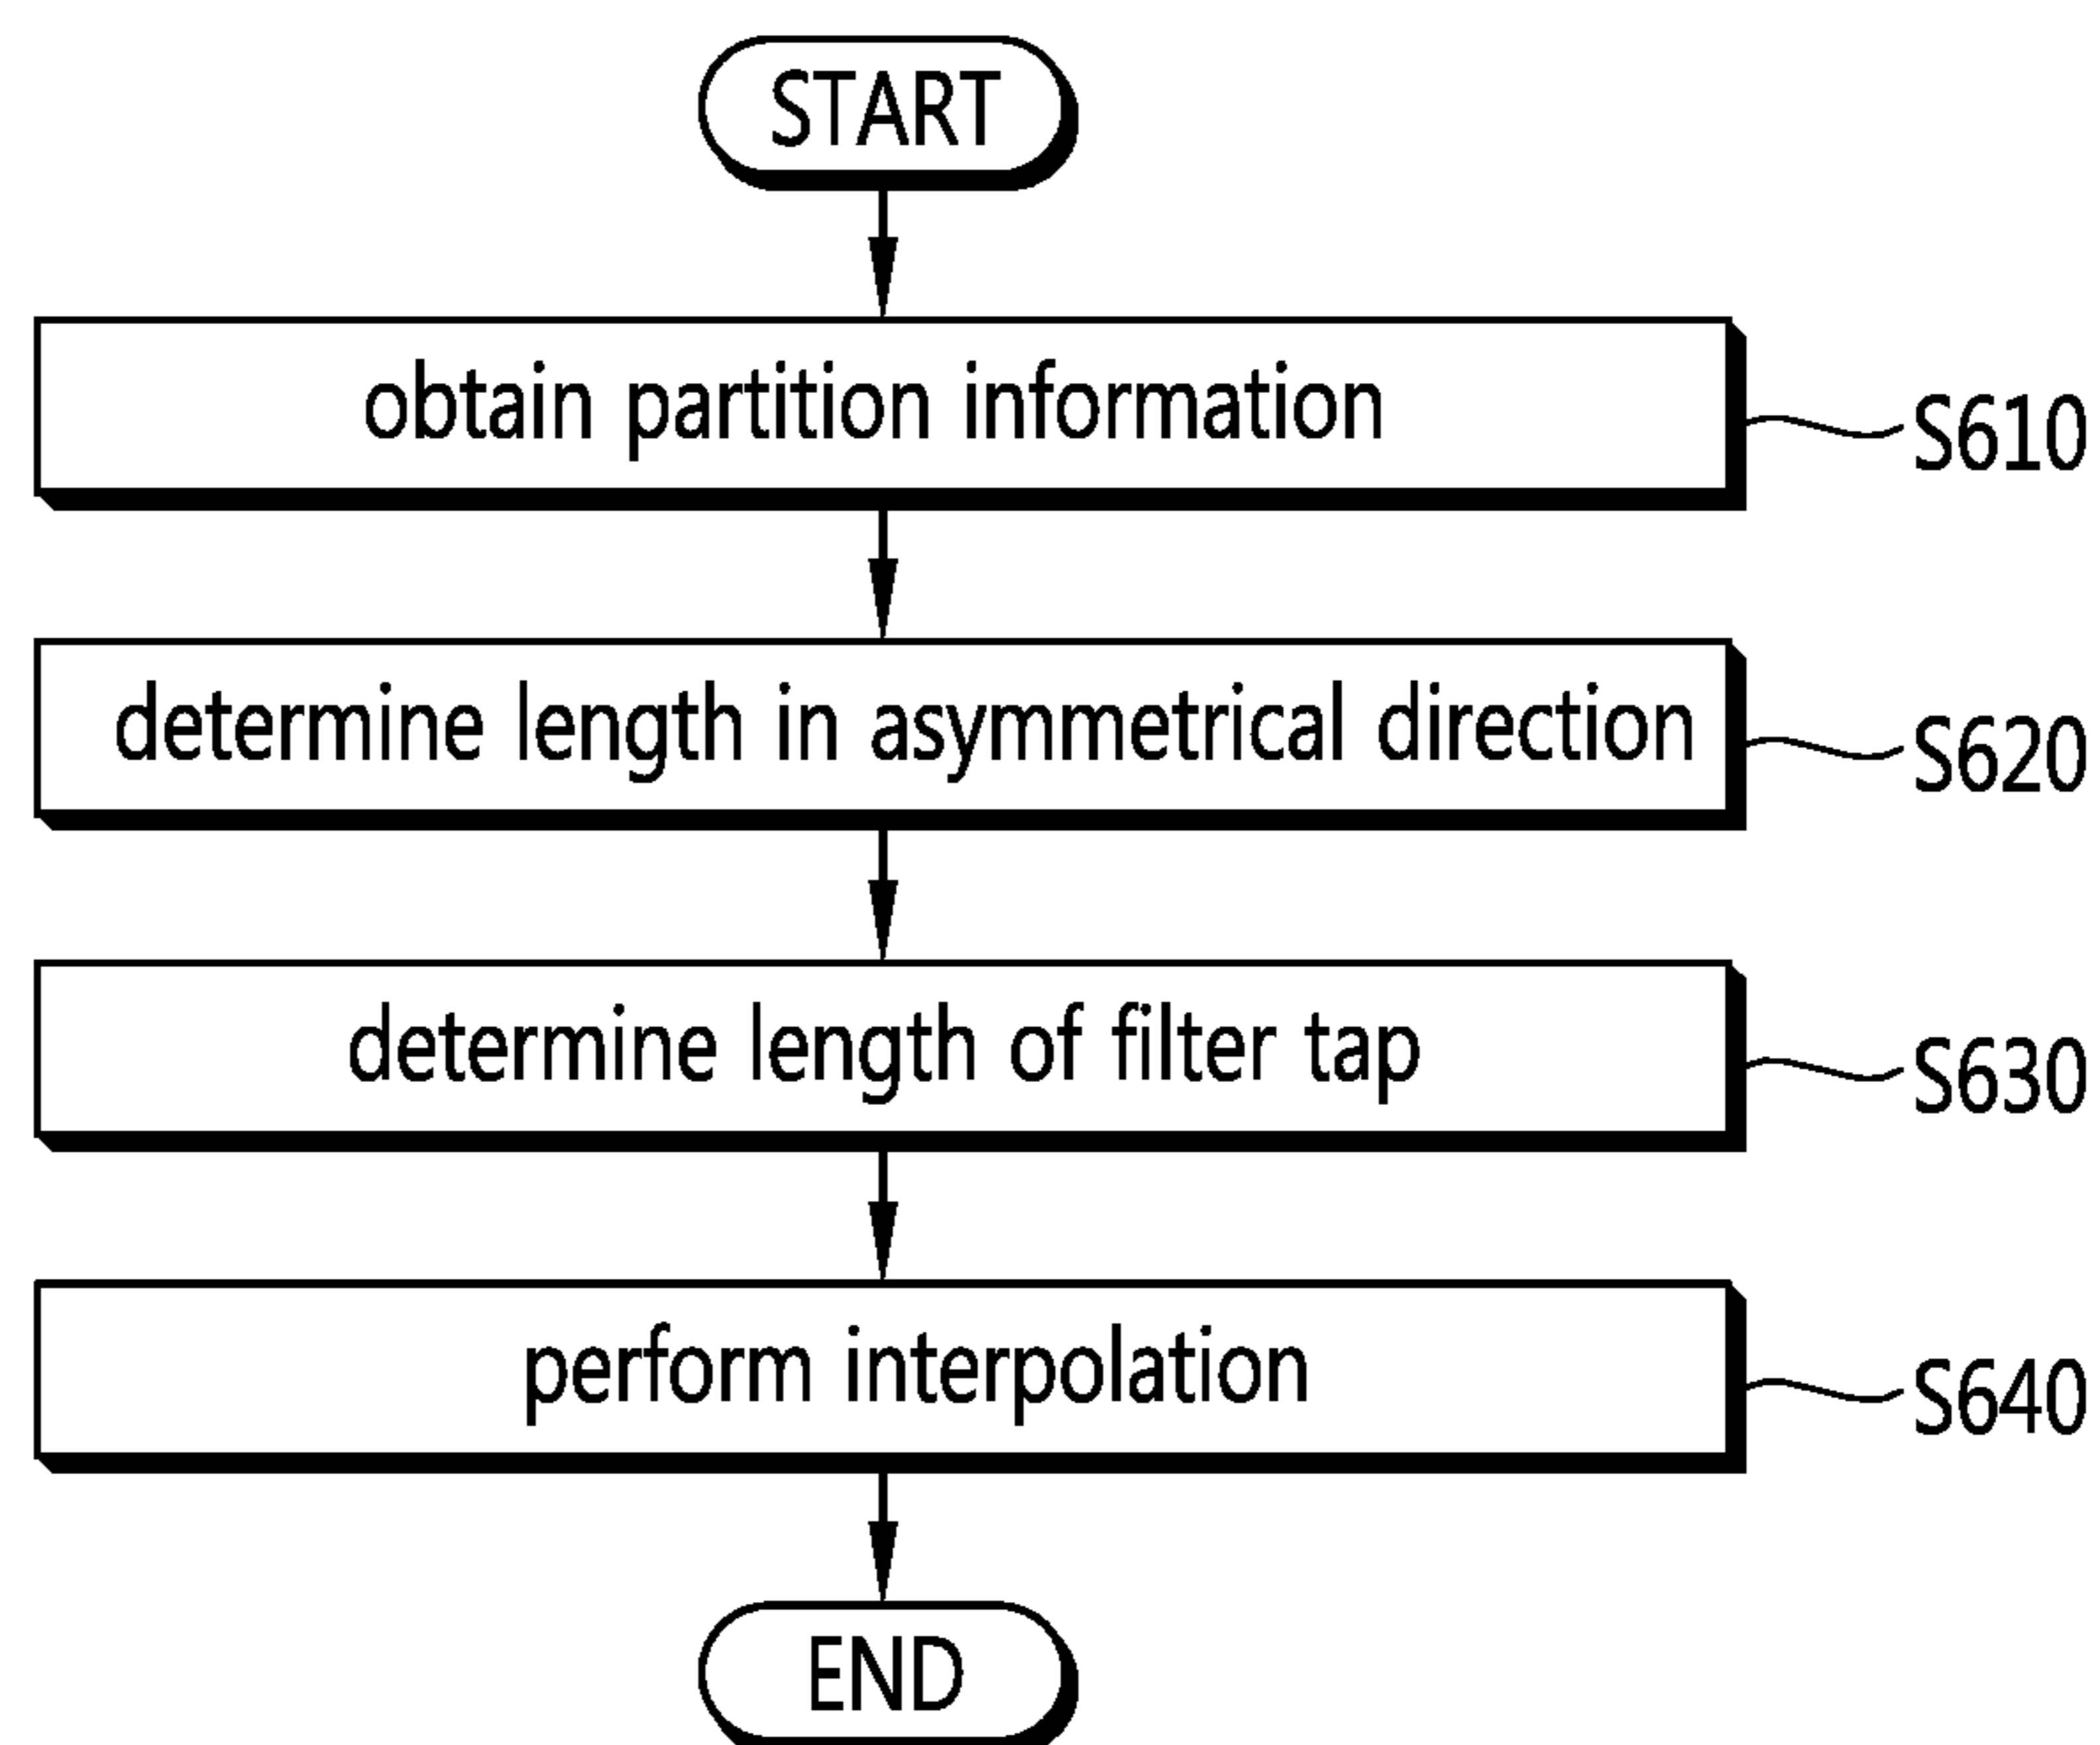 START
obtain partition information
S610
determine length in asymmetrical direction
S620
determine length of filter tap
S630
perform interpolation
S640
END